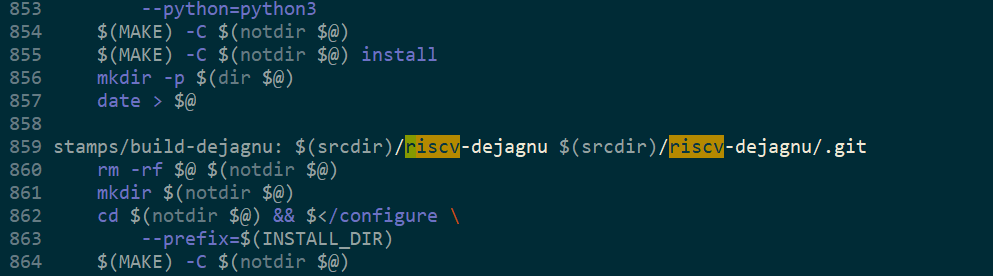 853         --python=python3
854     $(MAKE) -C $(notdir $@)
855     $(MAKE) -C $(notdir $@) install
856     mkdir -p $(dir $@)
857     date > $@
858
859 stamps/build-dejagnu: $(srcdir)/riscv-dejagnu $(srcdir)/riscv-dejagnu/.git
860     rm -rf $@ $(notdir $@)
861     mkdir $(notdir $@)
862     cd $(notdir $@) && $</configure \
863         --prefix=$(INSTALL_DIR)
864     $(MAKE) -C $(notdir $@)